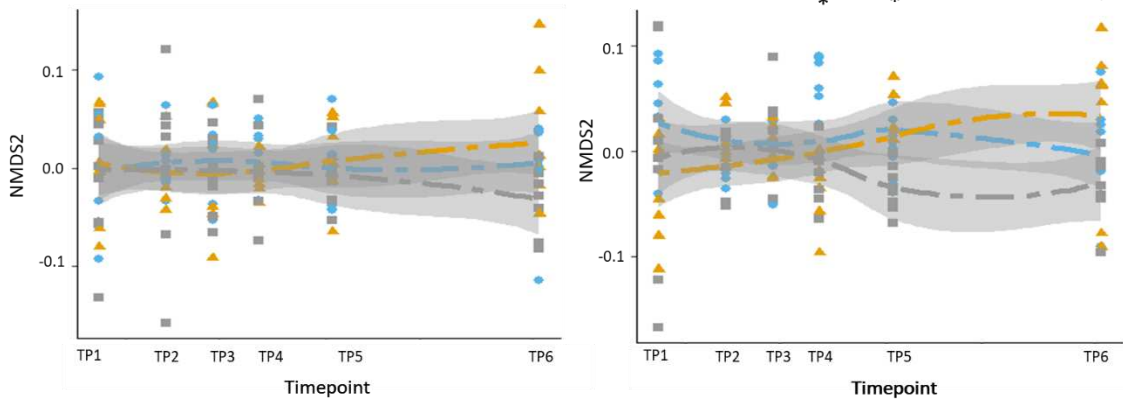 * *
NMDS2
0.1
0.0
-0.1
TP1 TP2 TP3 TP4 TP5 TP6
Timepoint
NMDS2
0.1
0.0
-0.1
TP1 TP2 TP3 TP4 TP5 TP6
Timepoint